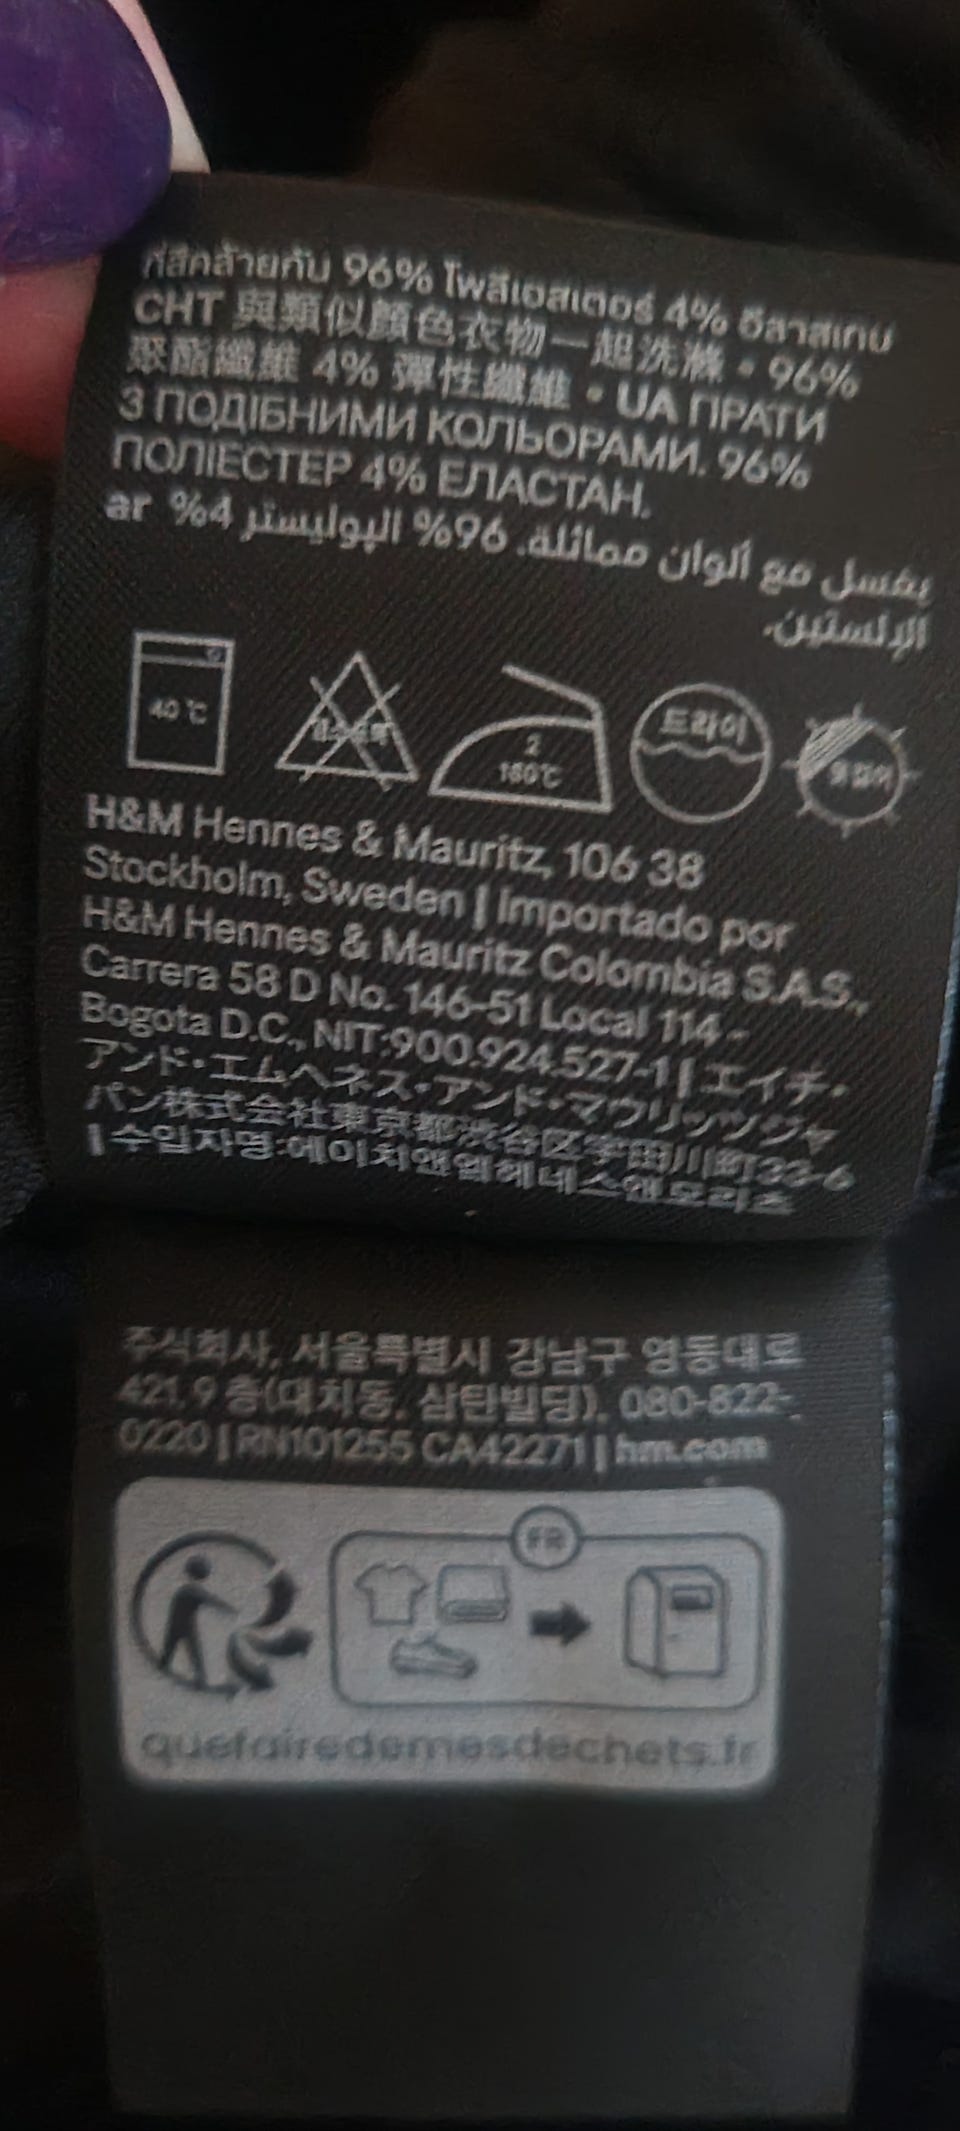 ที่สีคล้ายกัน 96% โพลีเอสเตอร์ 4% อีลาสเทน
CHT 與類似顏色衣物一起洗滌。96%
聚酯纖維 4% 彈性纖維。UA ПРАТИ
З ПОДІБНИМИ КОЛЬОРАМИ. 96%
ПОЛІЕСТЕР 4% ЕЛАСТАН.
ar يغسل مع ألوان مماثلة. 96% البوليستر 4%
الإلستين.
40 ℃
2
160℃
드라이
H&M Hennes & Mauritz, 106 38
Stockholm, Sweden | Importado por
H&M Hennes & Mauritz Colombia S.A.S.,
Carrera 58 D No. 146-51 Local 114 -
Bogota D.C., NIT:900.924.527-1 | エイチ・
アンド・エムヘネス・アンド・マウリッツジャ
パン株式会社東京都渋谷区宇田川町33-6
| 수입자명:에이치앤엠헤네스앤모리츠
주식회사, 서울특별시 강남구 영동대로
421, 9 층(대치동, 삼탄빌딩), 080-822-
0220 | RN101255 CA42271 | hm.com
FR
quefairedemesdechets.fr